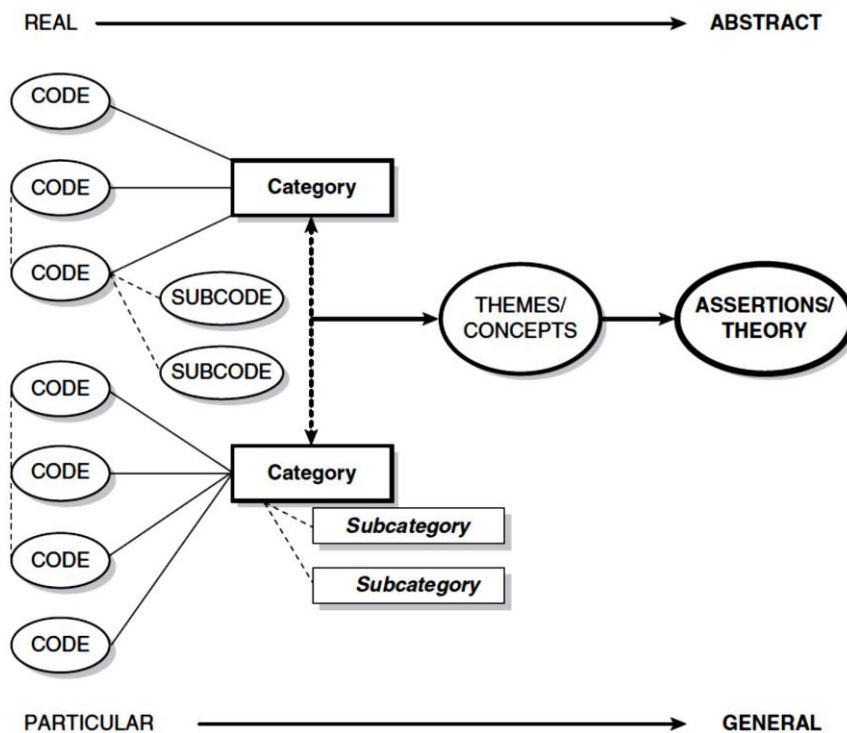 REAL
ABSTRACT
CODE
CODE
Category
CODE
SUBCODE
THEMES/
CONCEPTS
ASSERTIONS/
THEORY
SUBCODE
CODE
CODE
Category
Subcategory
CODE
Subcategory
CODE
PARTICULAR
GENERAL